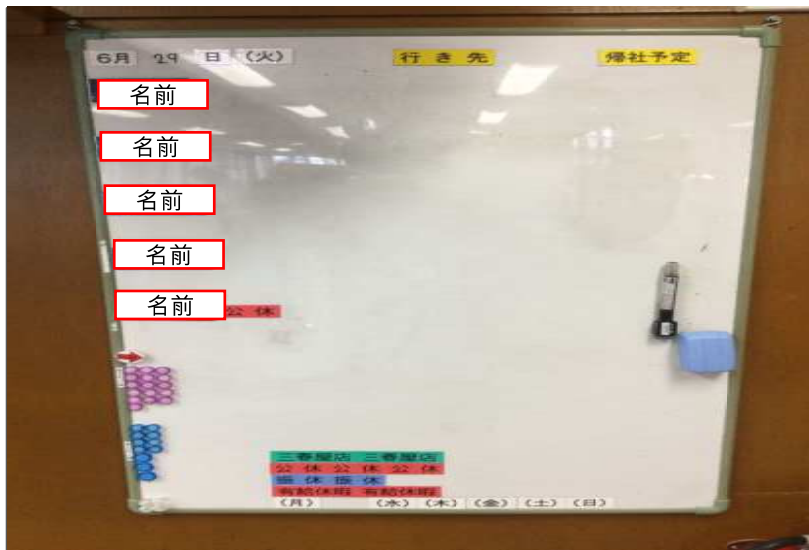 6月 29 日 (火) 行き先 帰社予定
名前
名前
名前
名前
名前 公休
三春屋店 三春屋店
公休 公休 公休
振休 振休
有給休暇 有給休暇
(月) (水) (木) (金) (土) (日)